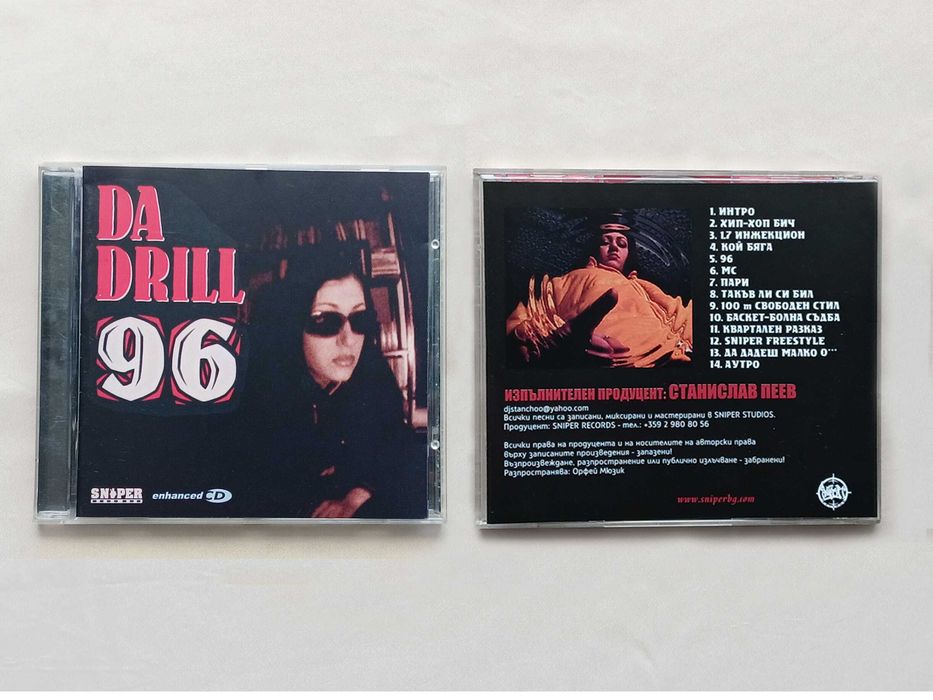 DA
DRILL
96
SNIPER
RECORDS
enhanced CD
1. ИНТРО
2. ХИП-ХОП БИЧ
3. 1.7 ИНЖЕКЦИОН
4. КОЙ БЯГА
5. 96
6. МС
7. ПАРИ
8. ТАКЪВ ЛИ СИ БИЛ
9. 100 m СВОБОДЕН СТИЛ
10. БАСКЕТ-БОЛНА СЪДБА
11. КВАРТАЛЕН РАЗКАЗ
12. SNIPER FREESTYLE
13. ДА ДАДЕШ МАЛКО О***
14. АУТРО
ИЗПЪЛНИТЕЛЕН ПРОДУЦЕНТ: СТАНИСЛАВ ПЕЕВ
djstanchoo@yahoo.com
Всички песни са записани, миксирани и мастерирани в SNIPER STUDIOS.
Продуцент: SNIPER RECORDS - тел.: +359 2 980 80 56
Всички права на продуцента и на носителите на авторски права
върху записаните произведения - запазени!
Възпроизвеждане, разпространение или публично излъчване - забранени!
Разпространява: Орфей Мюзик
www.sniperbg.com